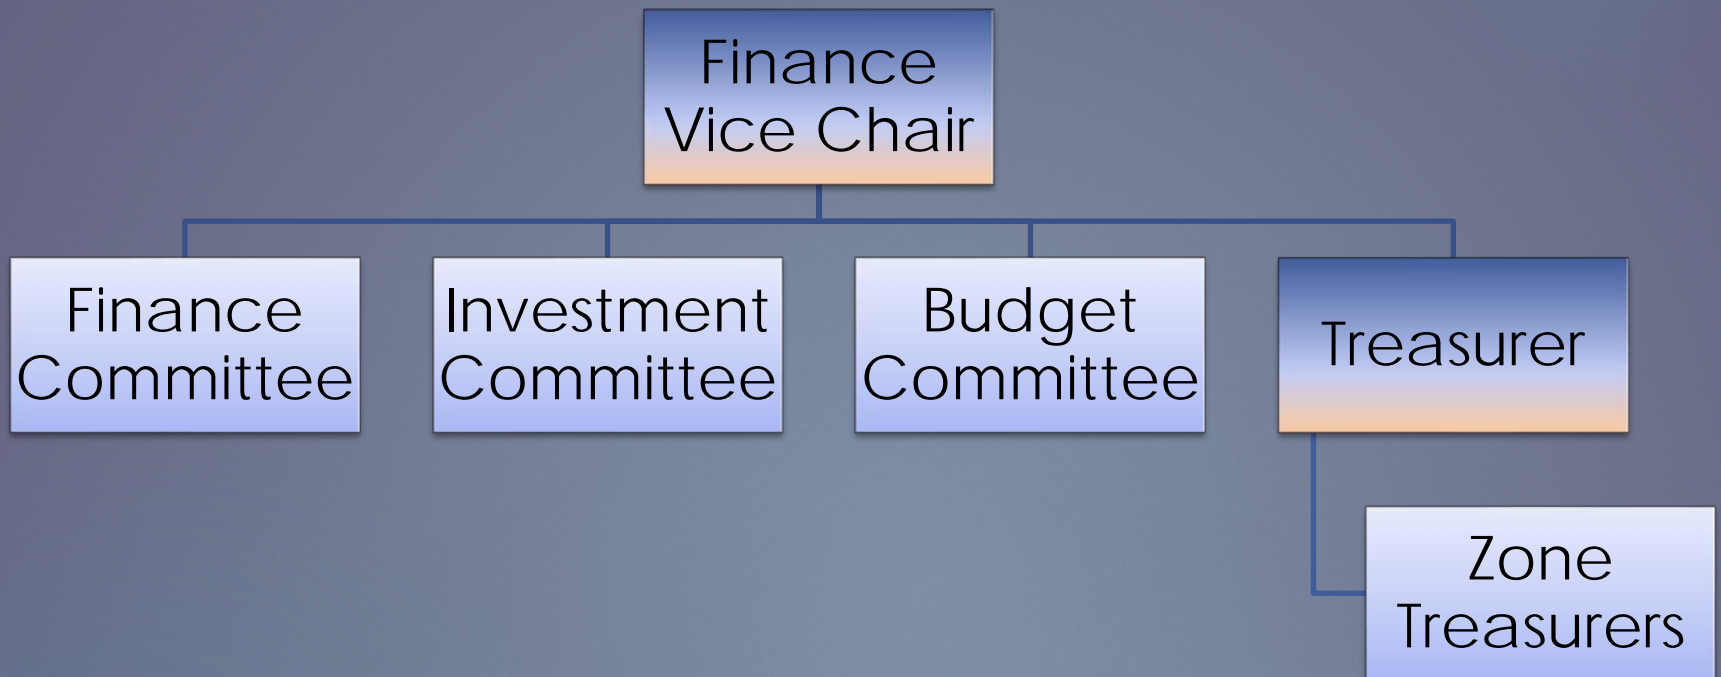 Finance
Vice Chair
Finance
Committee
Investment
Committee
Budget
Committee
Treasurer
Zone
Treasurers